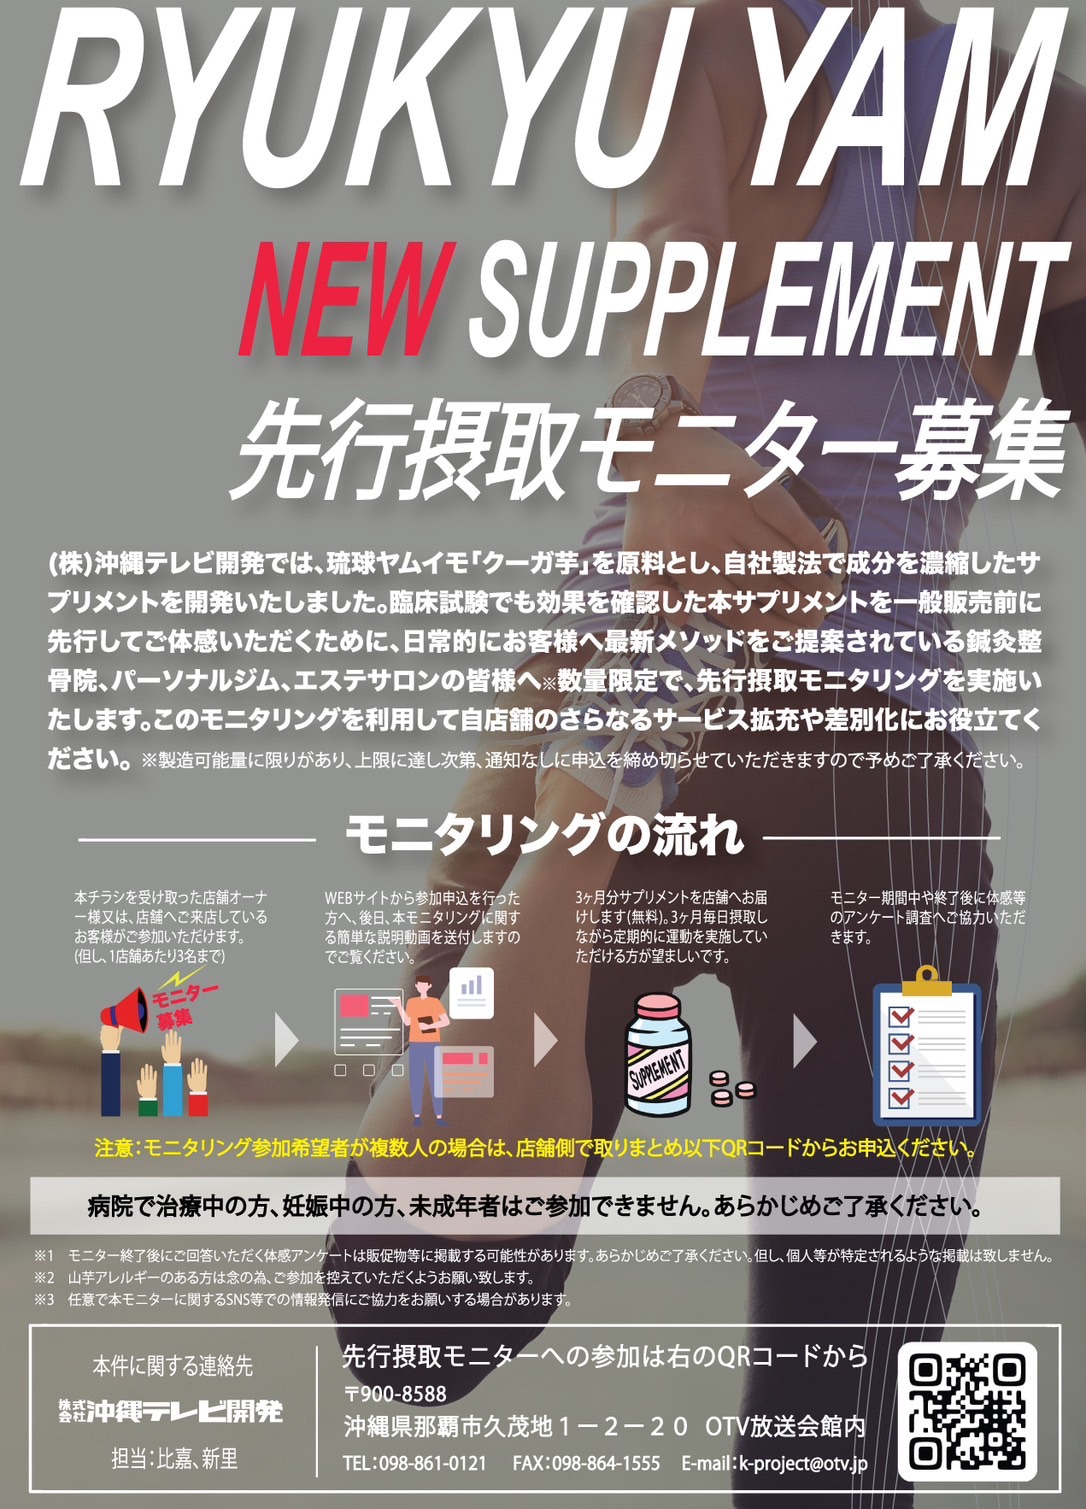 RYUKYU YAM
NEW SUPPLEMENT
先行摂取モニター募集
(株)沖縄テレビ開発では、琉球ヤムイモ「クーガ芋」を原料とし、自社製法で成分を濃縮したサ
プリメントを開発いたしました。臨床試験でも効果を確認した本サプリメントを一般販売前に
先行してご体感いただくために、日常的にお客様へ最新メソッドをご提案されている鍼灸整
骨院、パーソナルジム、エステサロンの皆様へ※数量限定で、先行摂取モニタリングを実施い
たします。このモニタリングを利用して自店舗のさらなるサービス拡充や差別化にお役立てく
ださい。 ※製造可能量に限りがあり、上限に達し次第、通知なしに申込を締め切らせていただきますので予めご了承ください。
モニタリングの流れ
本チラシを受け取った店舗オーナ
ー様又は、店舗へご来店している
お客様がご参加いただけます。
(但し、1店舗あたり3名まで)
モニター
募集
WEBサイトから参加申込を行った
方へ、後日、本モニタリングに関す
る簡単な説明動画を送付しますの
でご覧ください。
3ヶ月分サプリメントを店舗へお届
けします(無料)。3ヶ月毎日摂取し
ながら定期的に運動を実施してい
ただける方が望ましいです。
SUPPLEMENT
モニター期間中や終了後に体感等
のアンケート調査へご協力いただ
きます。
注意：モニタリング参加希望者が複数人の場合は、店舗側で取りまとめ以下QRコードからお申込ください。
病院で治療中の方、妊娠中の方、未成年者はご参加できません。あらかじめご了承ください。
※1 モニター終了後にご回答いただく体感アンケートは販促物等に掲載する可能性があります。あらかじめご了承ください。但し、個人等が特定されるような掲載は致しません。
※2 山芋アレルギーのある方は念の為、ご参加を控えていただくようお願い致します。
※3 任意で本モニターに関するSNS等での情報発信にご協力をお願いする場合があります。
本件に関する連絡先
株式会社沖縄テレビ開発
担当：比嘉、新里
先行摂取モニターへの参加は右のQRコードから
〒900-8588
沖縄県那覇市久茂地１－２－２０ OTV放送会館内
TEL：098-861-0121 FAX：098-864-1555 E-mail：k-project@otv.jp